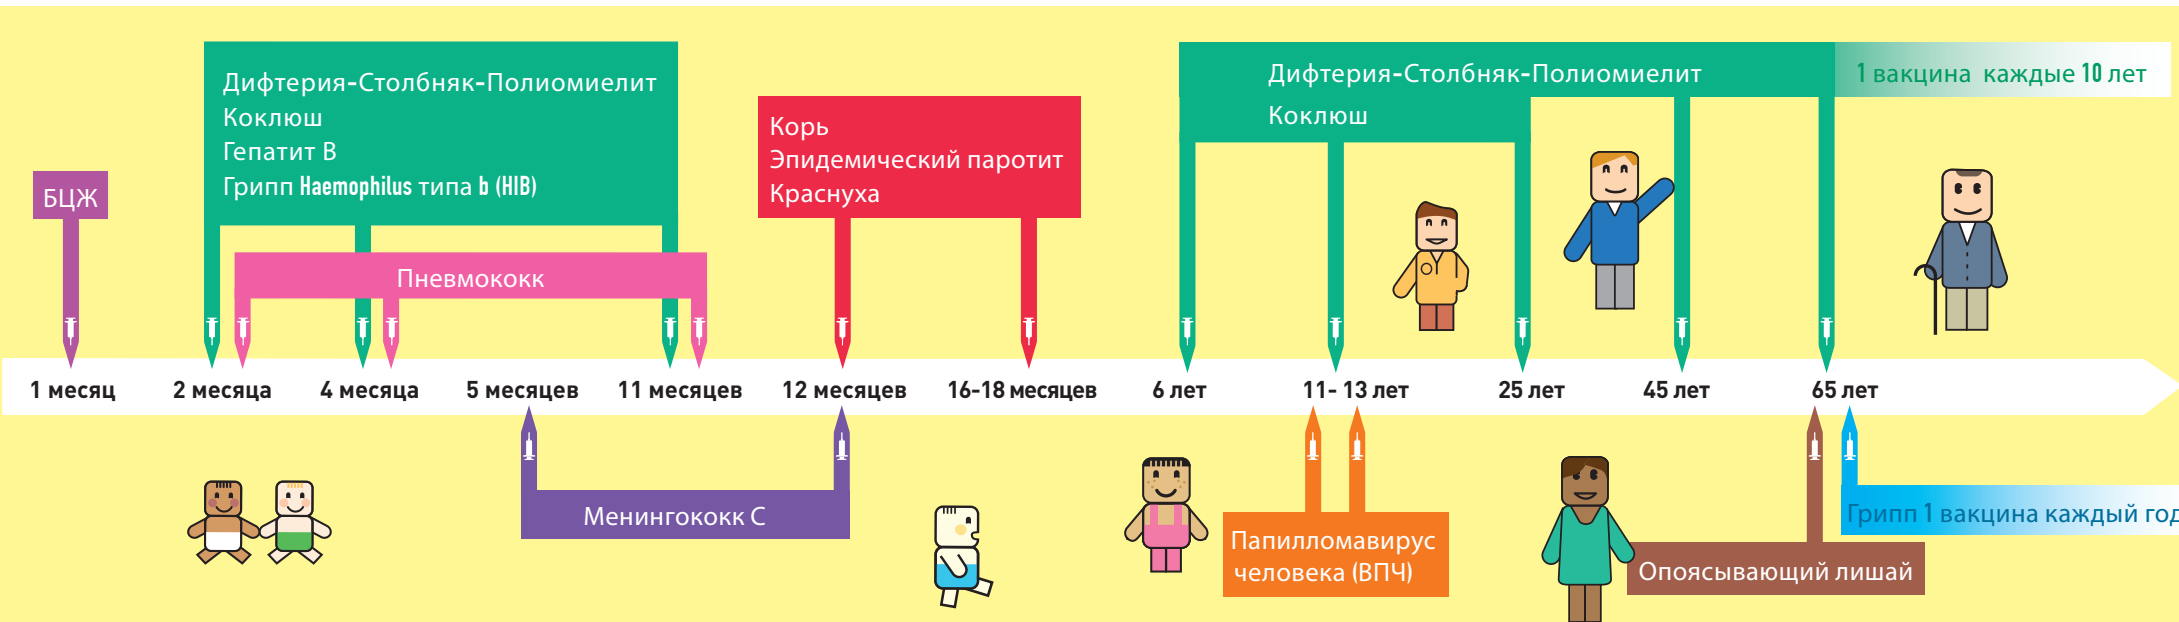 БЦЖ
Дифтерия-Столбняк-Полиомиелит
Коклюш
Гепатит В
Грипп Haemophilus типа b (HIB)
Пневмококк
Корь
Эпидемический паротит
Краснуха
Дифтерия-Столбняк-Полиомиелит
Коклюш
1 вакцина каждые 10 лет
1 месяц
2 месяца
4 месяца
5 месяцев
11 месяцев
12 месяцев
16-18 месяцев
6 лет
11- 13 лет
25 лет
45 лет
65 лет
Менингококк С
Папилломавирус
человека (ВПЧ)
Опоясывающий лишай
Грипп 1 вакцина каждый год